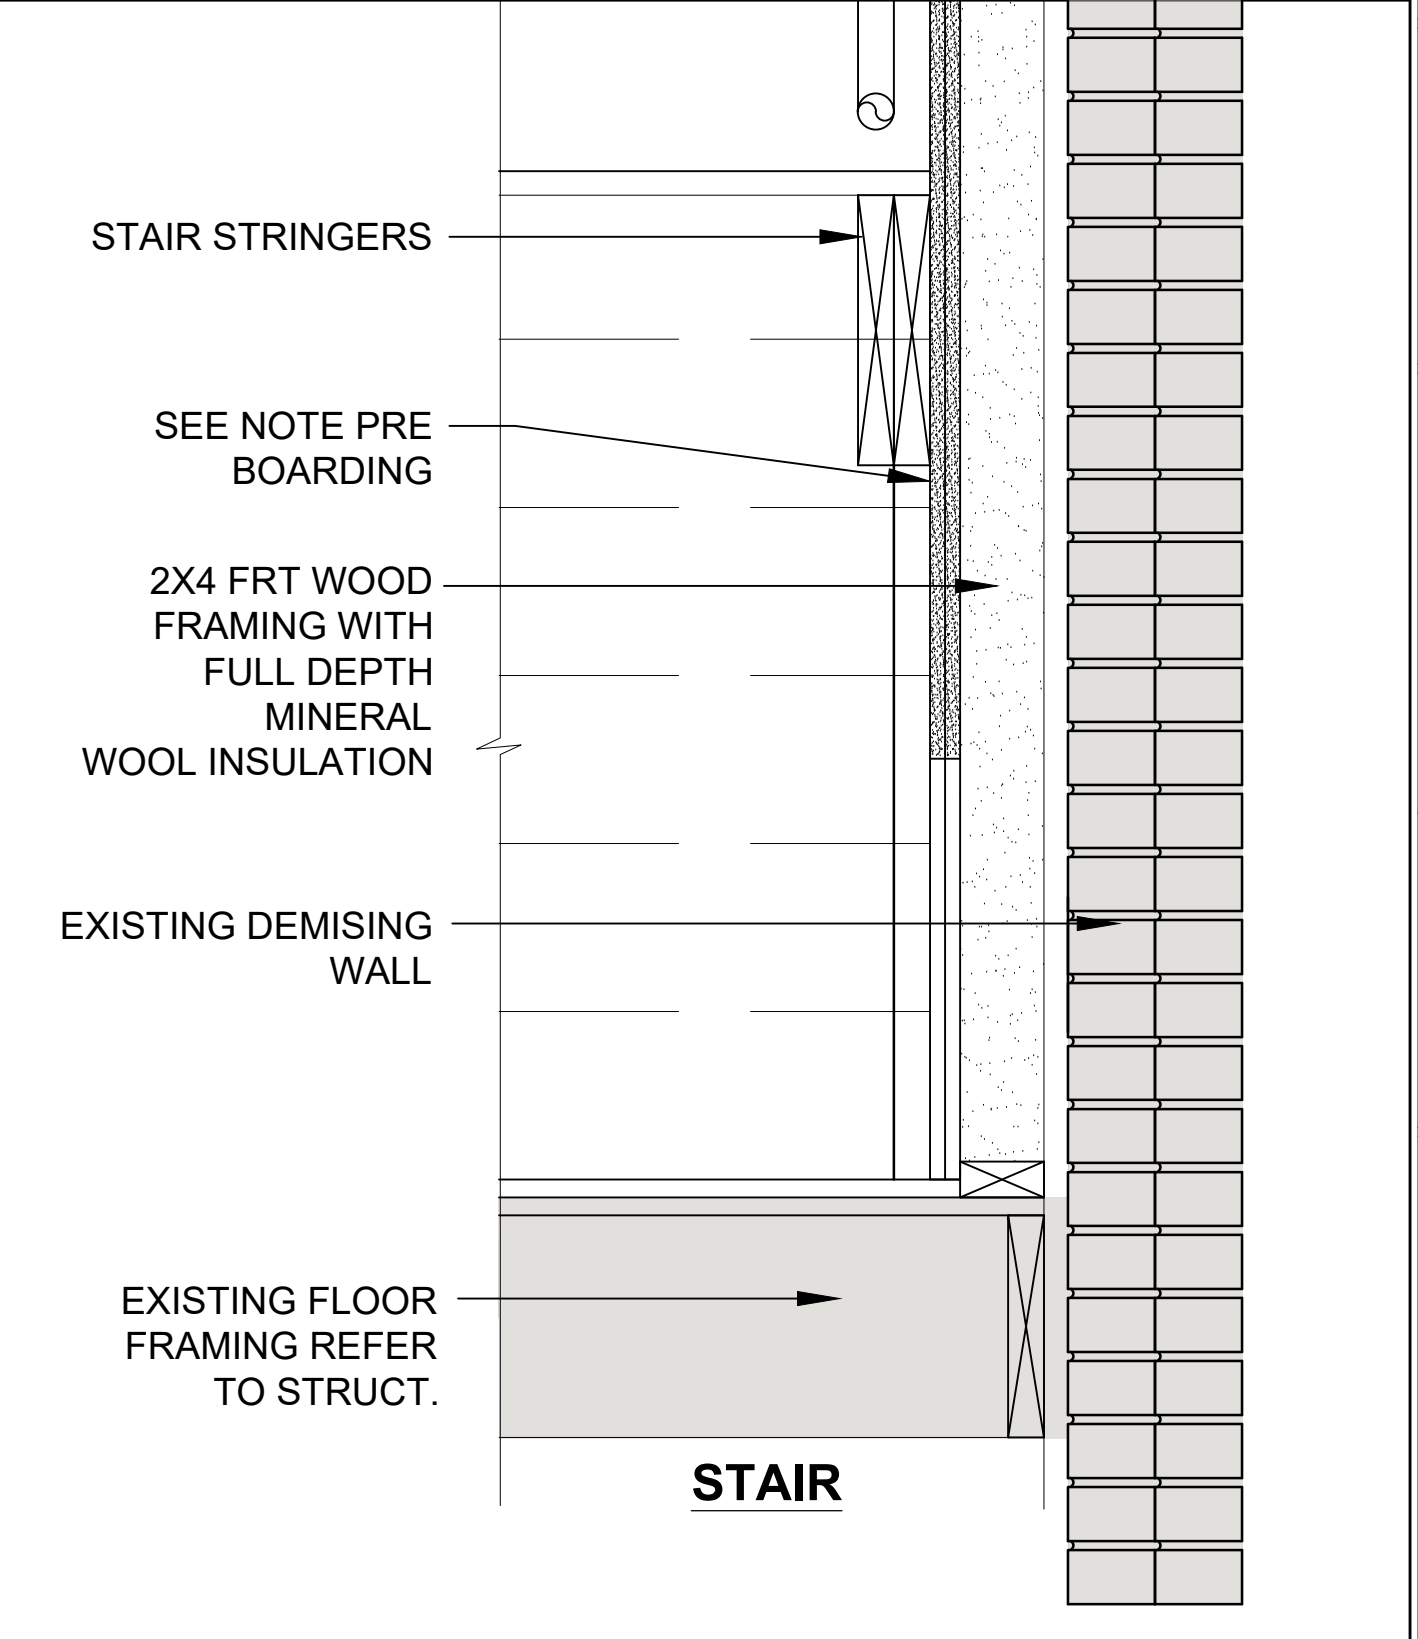 STAIR STRINGERS
SEE NOTE PRE
BOARDING
2X4 FRT WOOD
FRAMING WITH
FULL DEPTH
MINERAL
WOOL INSULATION
EXISTING DEMISING
WALL
EXISTING FLOOR
FRAMING REFER
TO STRUCT.
STAIR